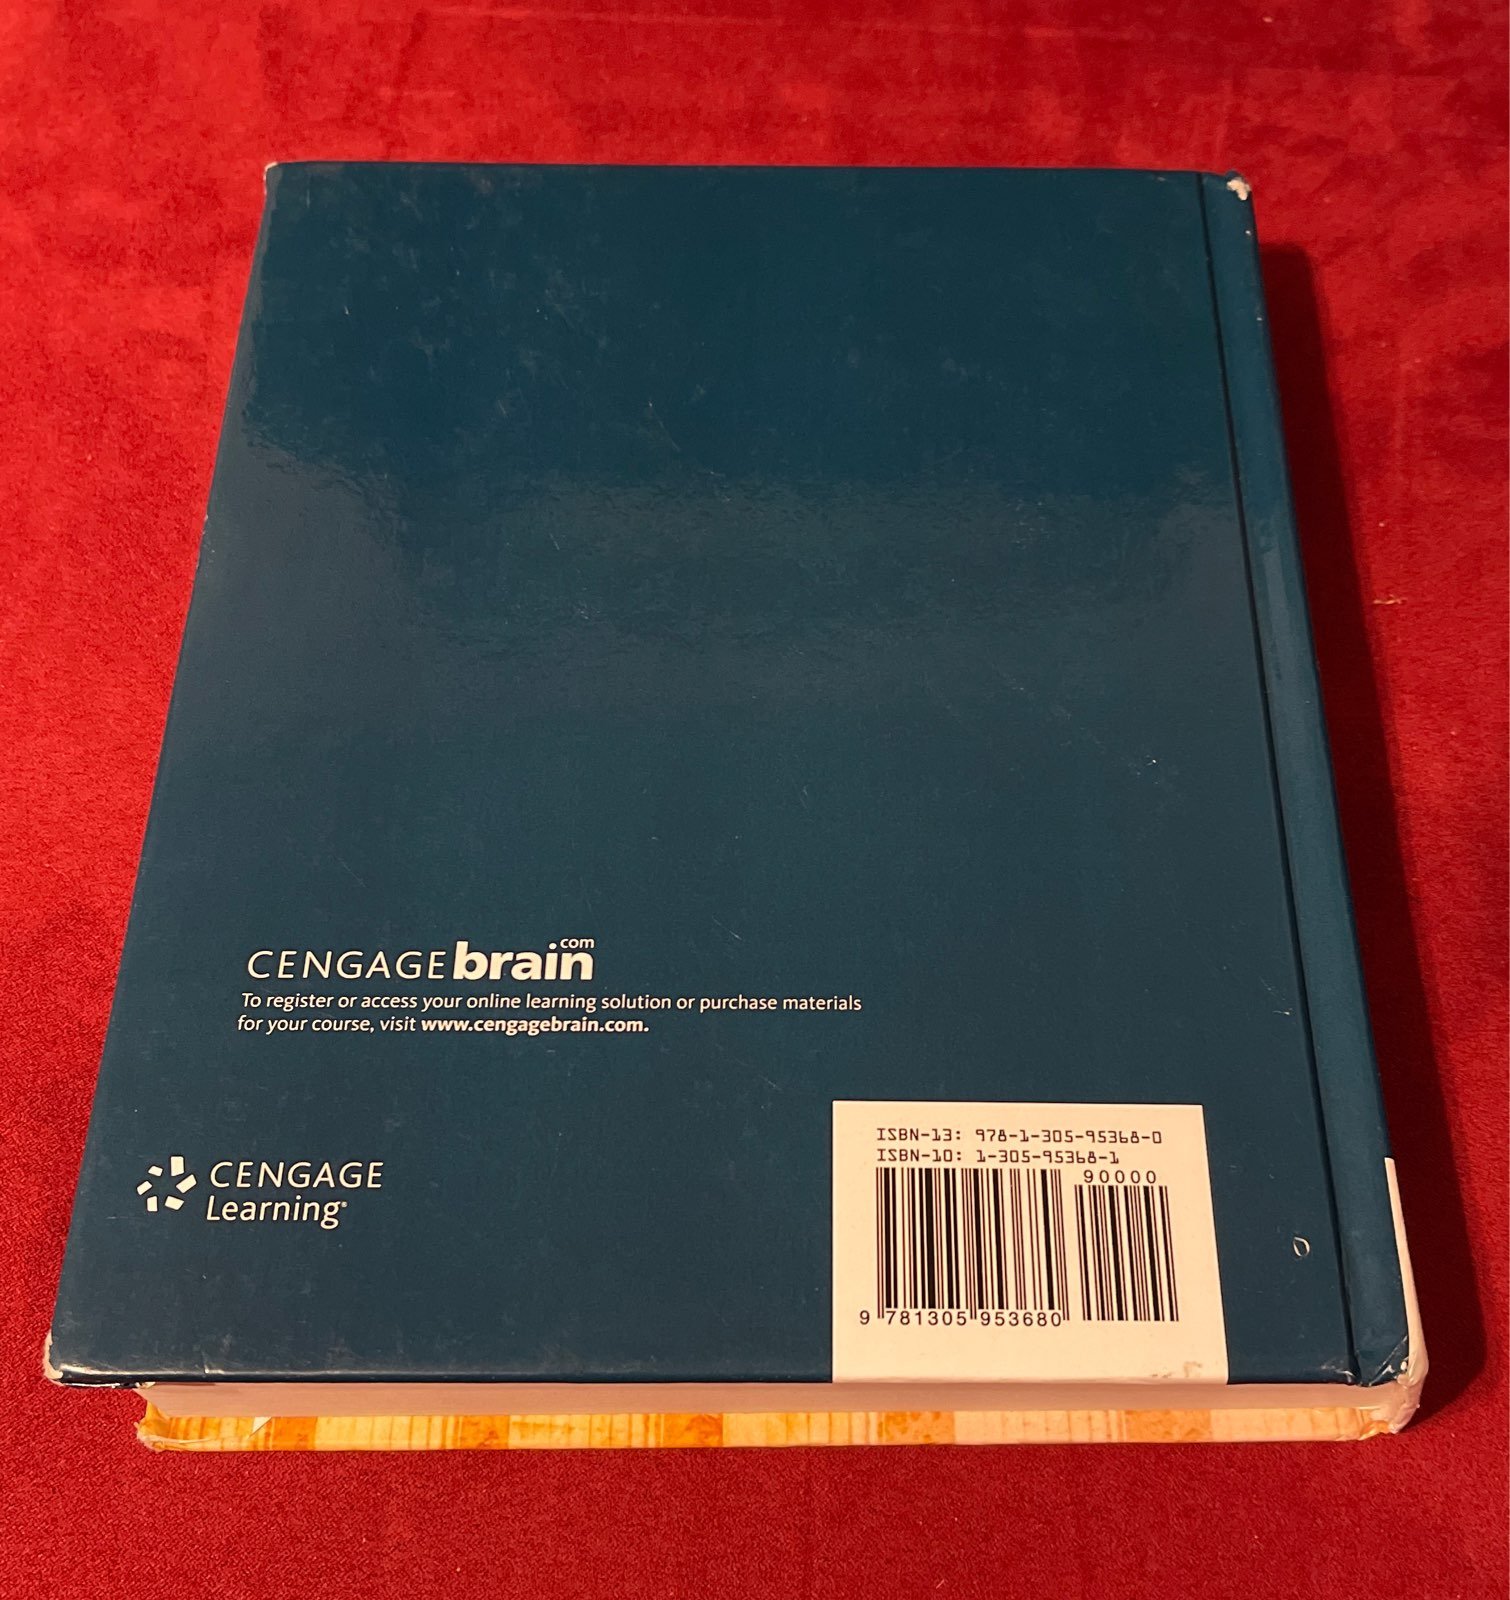 CENGAGEbrain.com
To register or access your online learning solution or purchase materials
for your course, visit www.cengagebrain.com.
CENGAGE
Learning®
ISBN-13: 978-1-305-95368-0
ISBN-10: 1-305-95368-1
90000
9 781305 953680